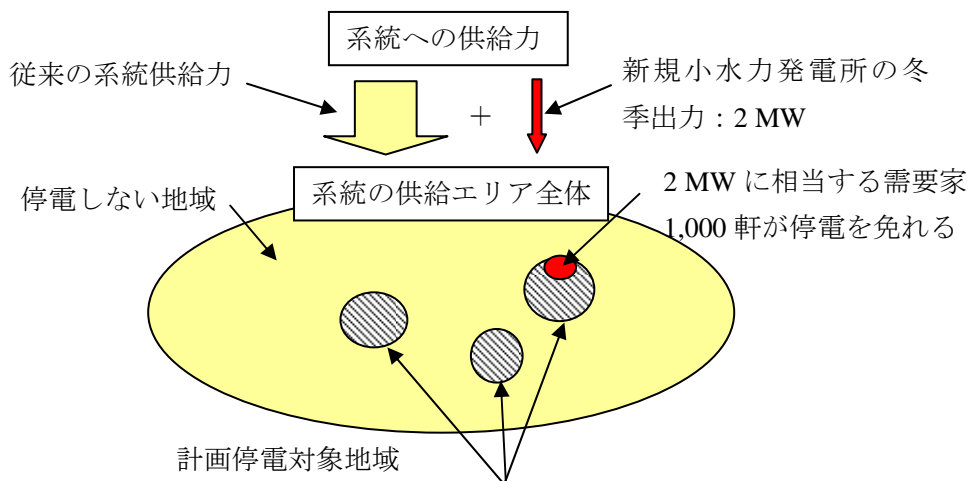 系統への供給力
従来の系統供給力
+
新規小水力発電所の冬
季出力：2 MW
系統の供給エリア全体
停電しない地域
2 MW に相当する需要家
1,000 軒が停電を免れる
計画停電対象地域